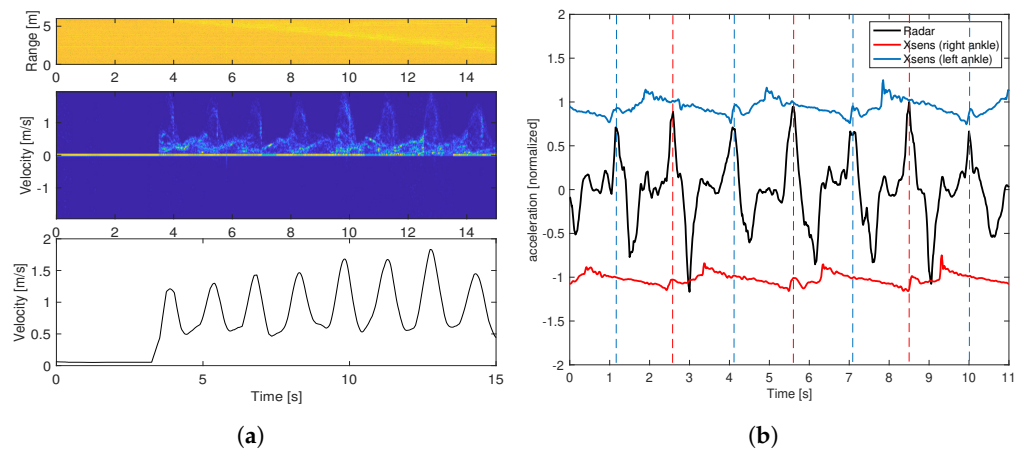 Range [m]
5
0
0 2 4 6 8 10 12 14
Velocity [m/s]
1
0
-1
0 2 4 6 8 10 12 14
Velocity [m/s]
2
1.5
1
0.5
0
0 5 10 15
Time [s]
(a)
acceleration [normalized]
2
1.5
1
0.5
0
-0.5
-1
-1.5
-2
Radar
Xsens (right ankle)
Xsens (left ankle)
0 1 2 3 4 5 6 7 8 9 10 11
Time [s]
(b)